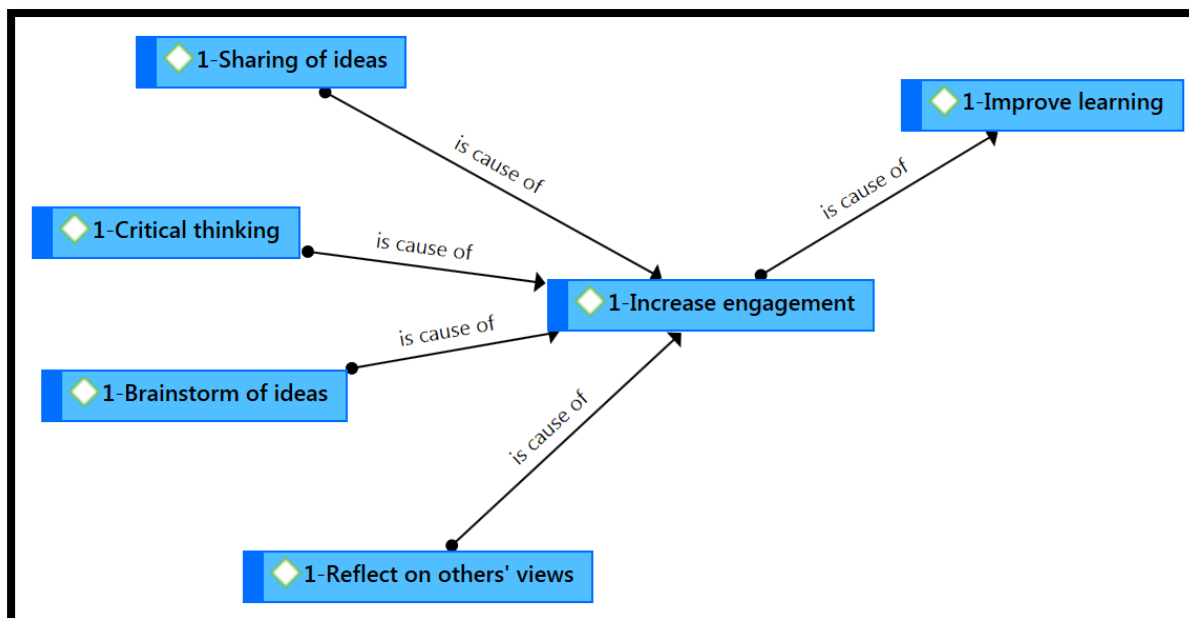 1-Sharing of ideas
1-Improve learning
is cause of
is cause of
1-Critical thinking
is cause of
1-Increase engagement
is cause of
1-Brainstorm of ideas
is cause of
1-Reflect on others' views